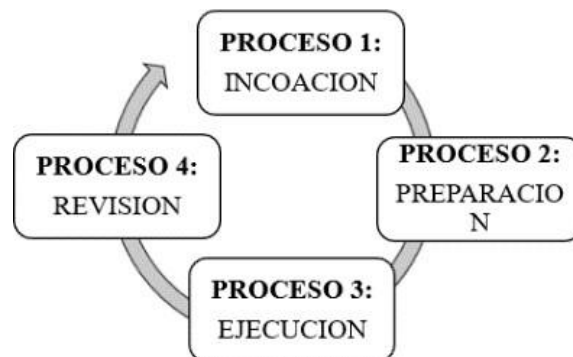 PROCESO 1:
INCOACION
PROCESO 2:
PREPARACIO
N
PROCESO 3:
EJECUCION
PROCESO 4:
REVISION